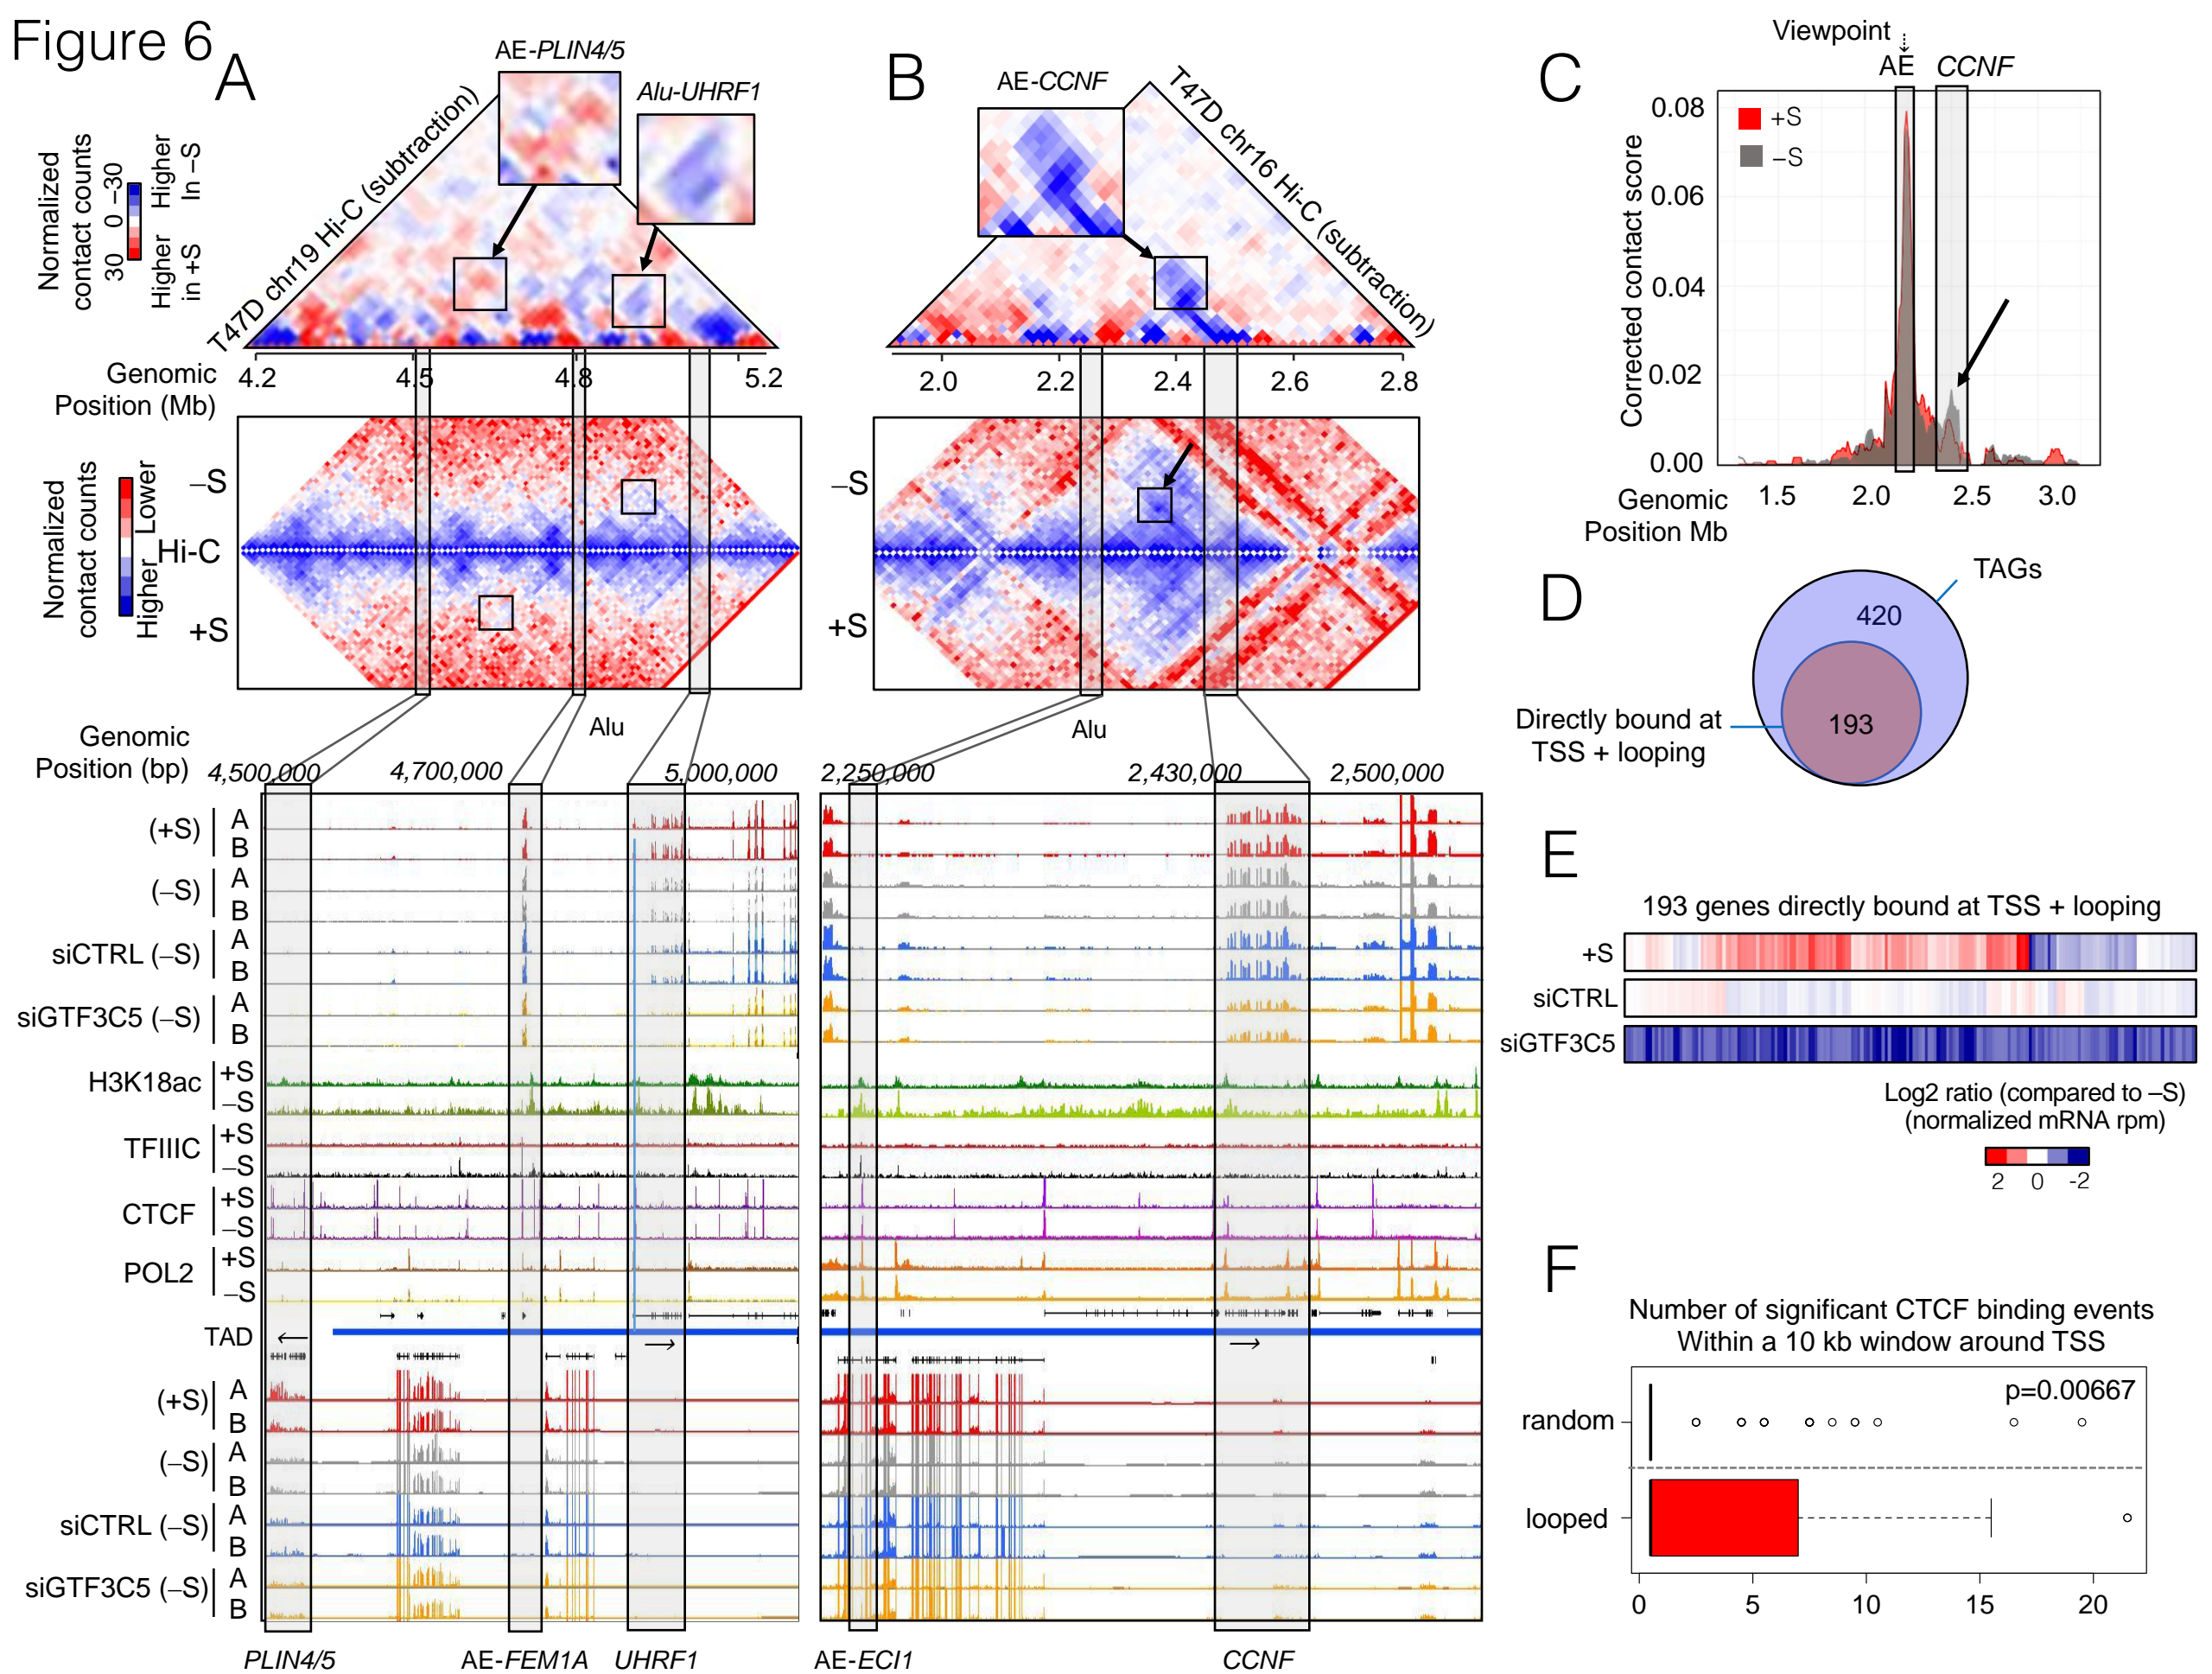 Figure 6
A
AE-PLIN4/5
Alu-UHRF1
T47D chr19 Hi-C (subtraction)
Normalized
contact counts
30 0 –30
Higher
in +S
Higher
In –S
Genomic
Position (Mb)
4.2 4.5 4.8 5.2
Normalized
contact counts
Higher Lower
–S
Hi-C
+S
Alu
Genomic
Position (bp)
4,500,000 4,700,000 5,000,000
B
AE-CCNF
T47D chr16 Hi-C (subtraction)
2.0 2.2 2.4 2.6 2.8
–S
+S
Alu
2,250,000 2,430,000 2,500,000
(+S) A
B
(–S) A
B
siCTRL (–S) A
B
siGTF3C5 (–S) A
B
H3K18ac +S
–S
TFIIIC +S
–S
CTCF +S
–S
POL2 +S
–S
TAD
(+S) A
B
(–S) A
B
siCTRL (–S) A
B
siGTF3C5 (–S) A
B
PLIN4/5 AE-FEM1A UHRF1 AE-ECI1 CCNF
C
Viewpoint
AE CCNF
+S
–S
Corrected contact score
0.08
0.06
0.04
0.02
0.00
1.5 2.0 2.5 3.0
Genomic
Position Mb
D
TAGs
420
193
Directly bound at
TSS + looping
E
193 genes directly bound at TSS + looping
+S
siCTRL
siGTF3C5
Log2 ratio (compared to –S)
(normalized mRNA rpm)
2 0 -2
F
Number of significant CTCF binding events
Within a 10 kb window around TSS
p=0.00667
random
looped
0 5 10 15 20